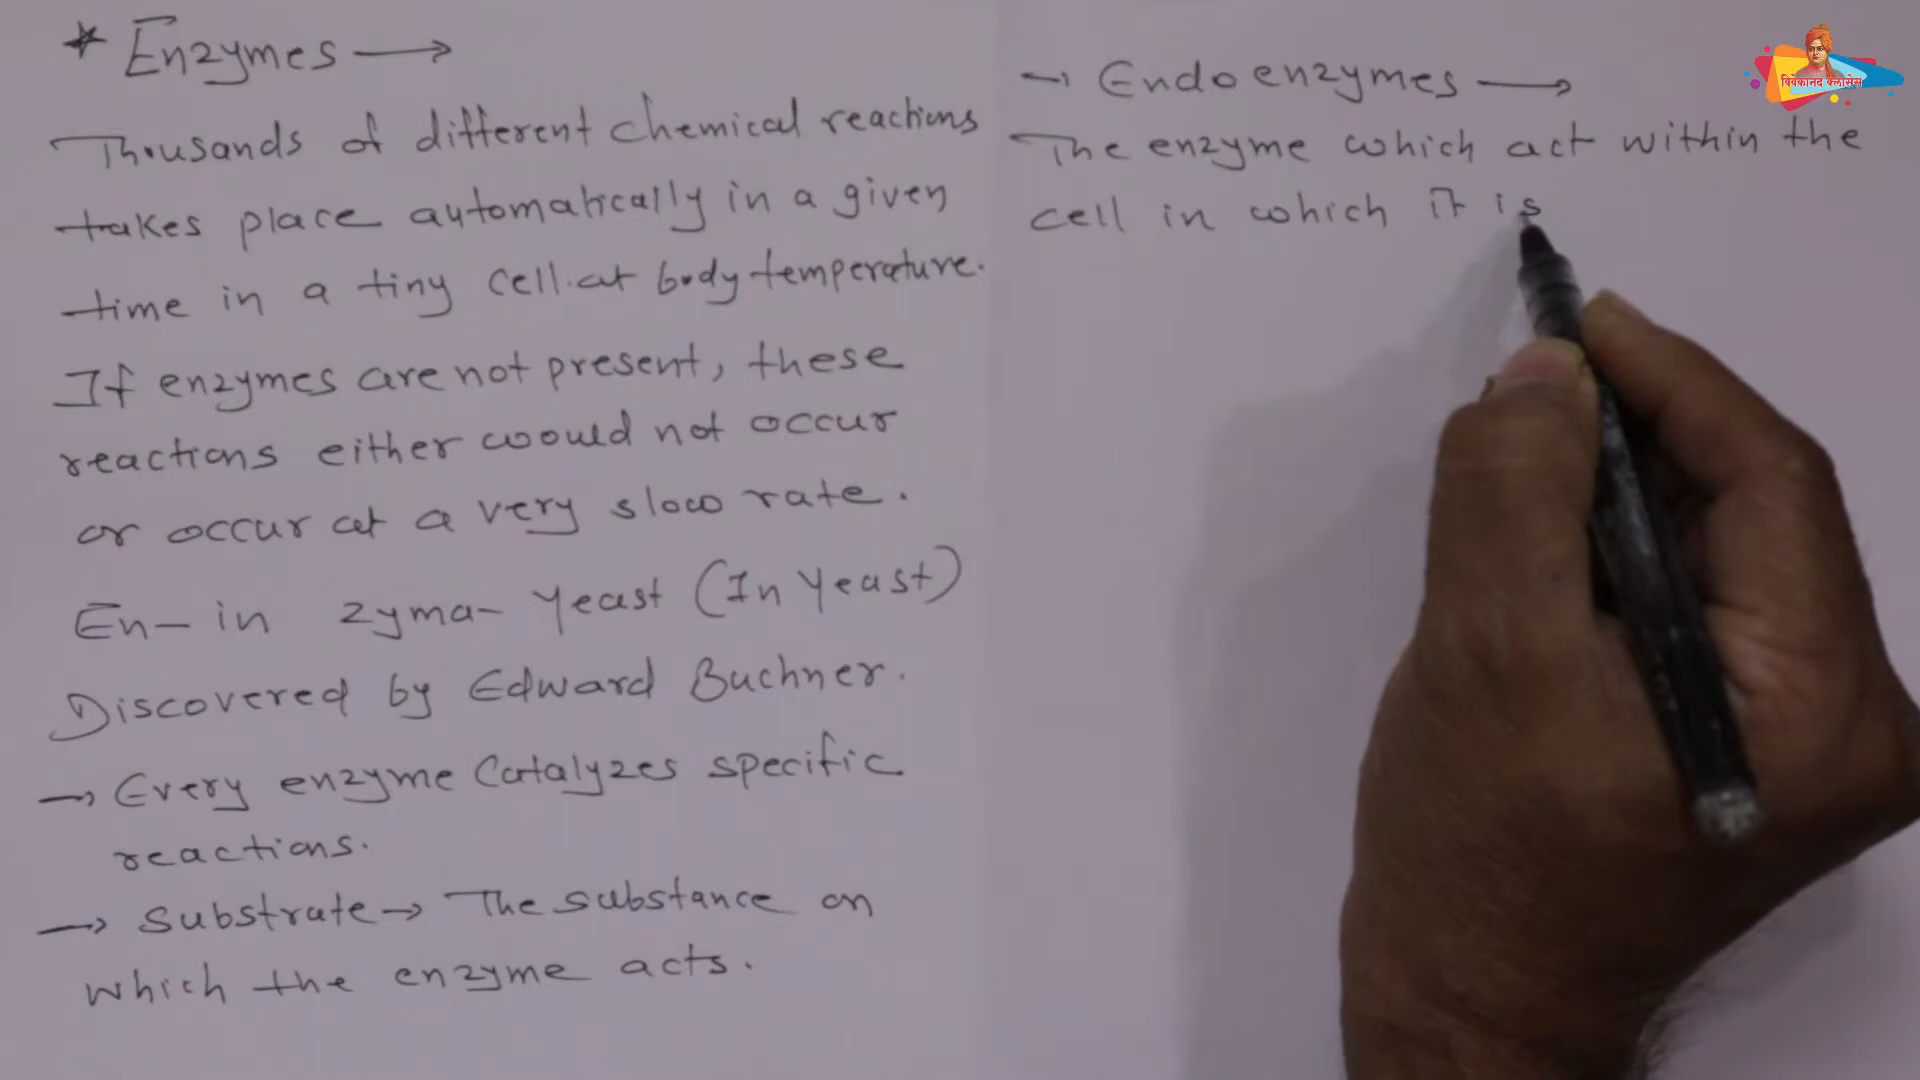 * Enzymes →
Thousands of different chemical reactions
takes place automatically in a given
time in a tiny cell.at body temperature.
If enzymes are not present, these
reactions either would not occur
or occur at a very slow rate.
En- in zyma- Yeast (In Yeast)
Discovered by Edward Buchner.
→ Every enzyme Catalyzes specific
reactions.
→ Substrate → The substance on
which the enzyme acts.
→ Endoenzymes →
The enzyme which act within the
cell in which it is
विवेकानंद क्लासेस